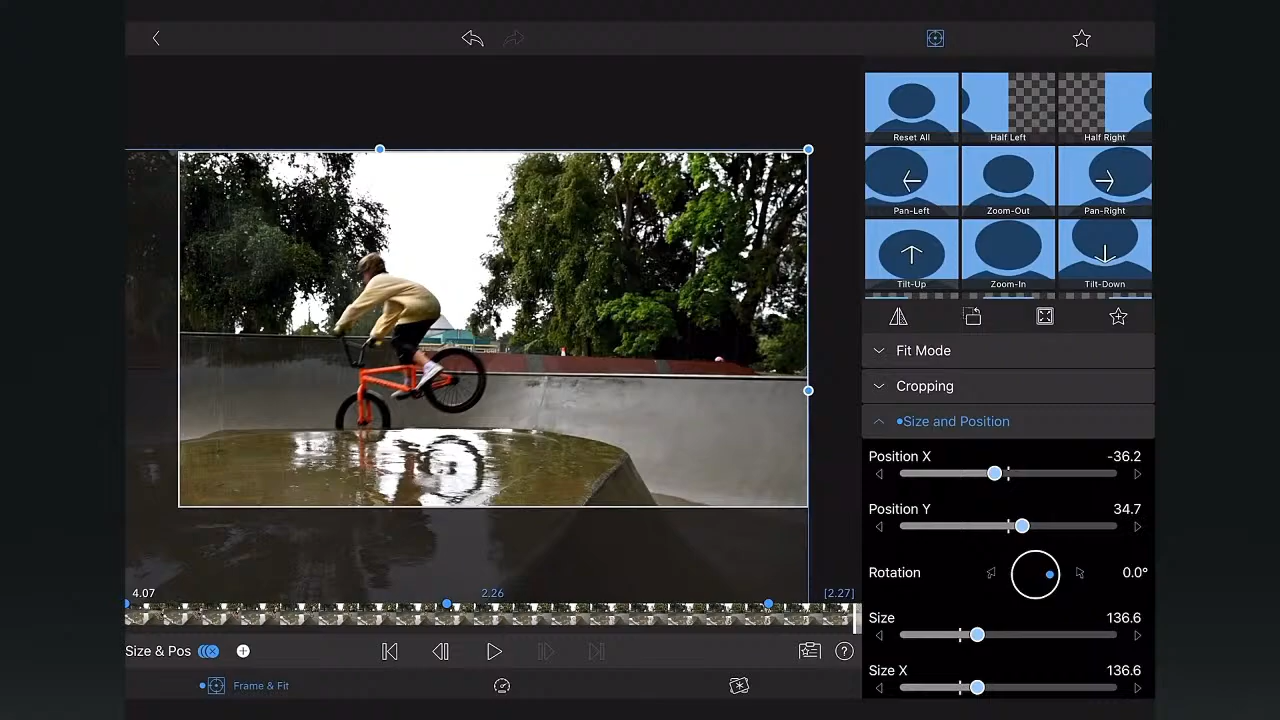 Reset All
Half Left
Half Right
Pan-Left
Zoom-Out
Pan-Right
Tilt-Up
Zoom-In
Tilt-Down
Fit Mode
Cropping
Size and Position
Position X -36.2
Position Y 34.7
Rotation 0.0°
Size 136.6
Size X 136.6
4.07 2.26 [2.27]
Size & Pos
?
Frame & Fit